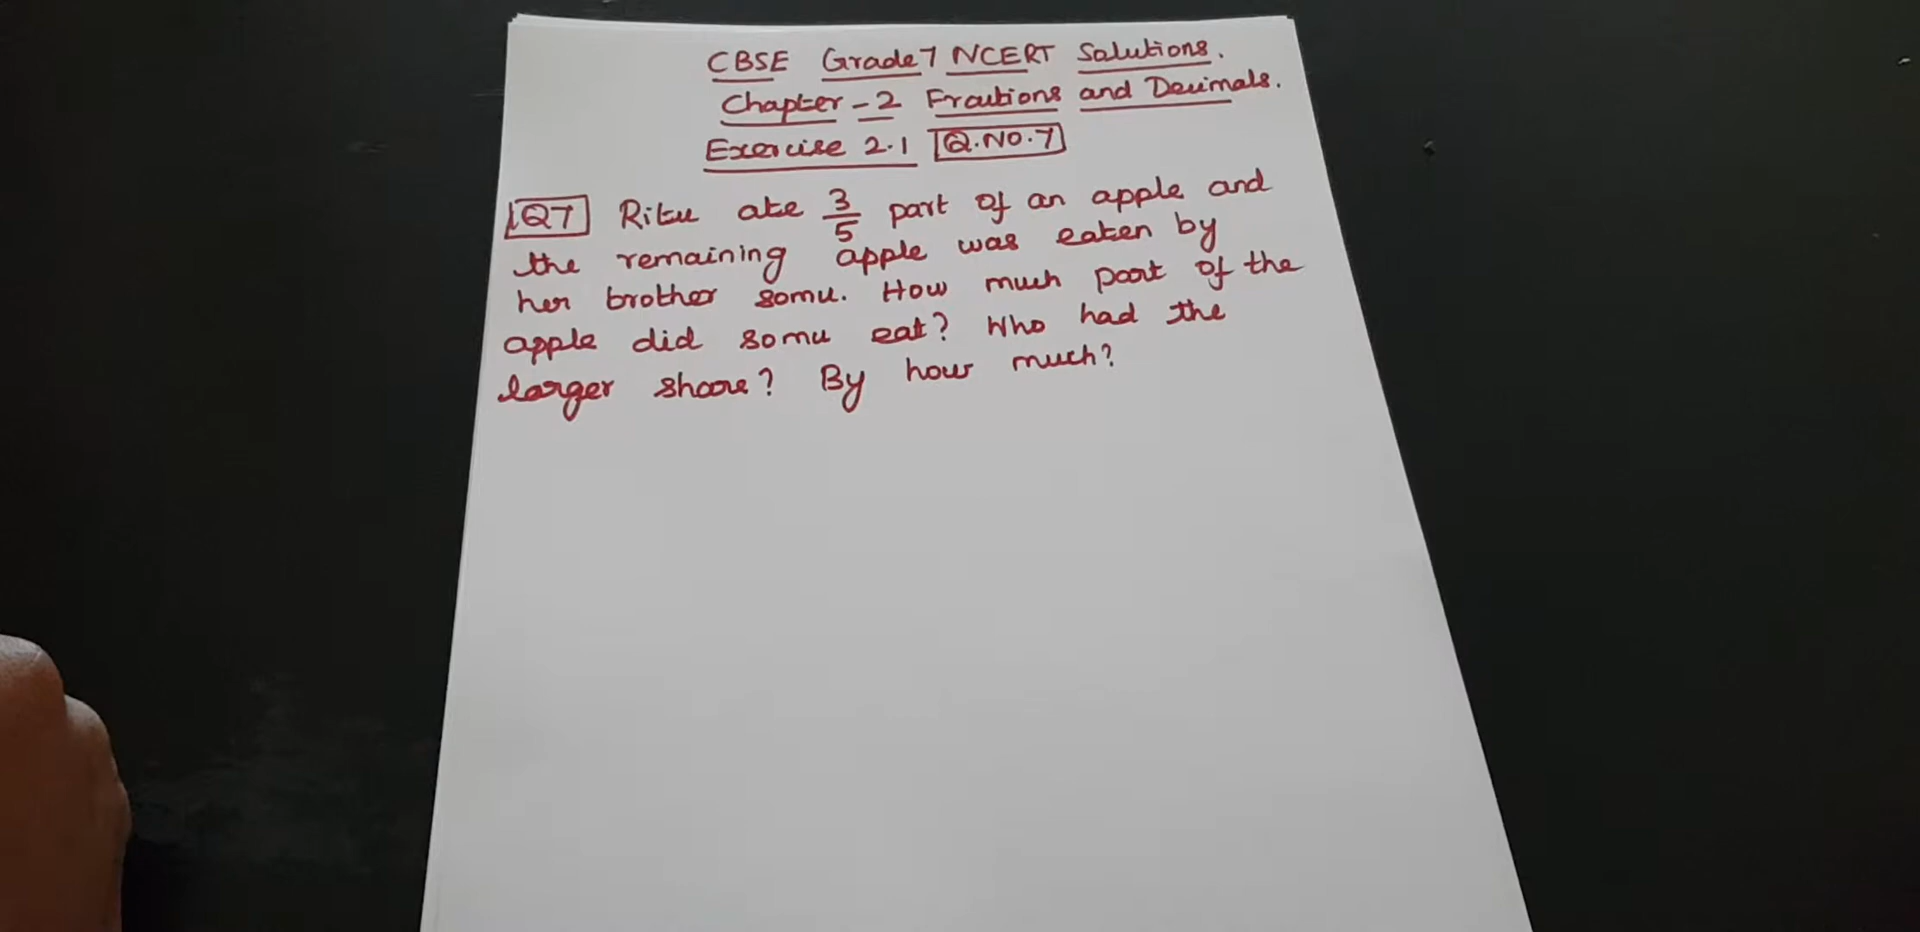 CBSE Grade 7 NCERT Solutions.
Chapter - 2 Fractions and Decimals.
Exercise 2.1 Q.NO.7
Q7 Ritu ate 3/5 part of an apple and
the remaining apple was eaten by
her brother somu. How much part of the
apple did somu eat? Who had the
larger share? By how much?